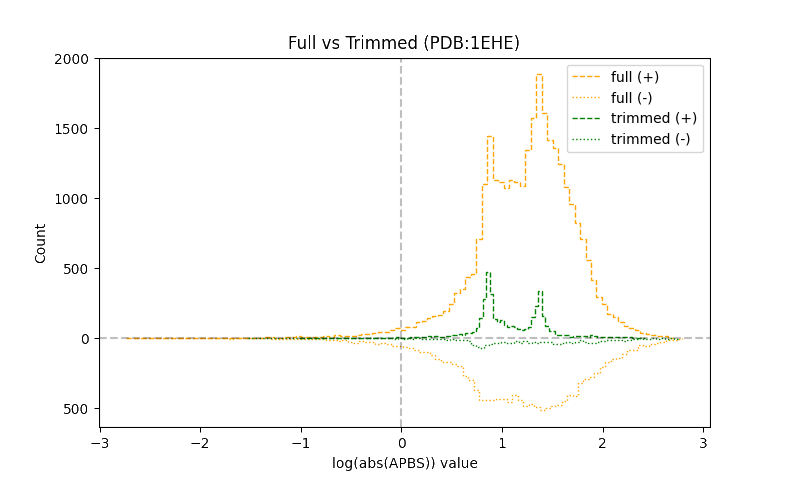 Full vs Trimmed (PDB:1EHE)
2000
1500
1000
500
0
500
Count
−3
−2
−1
0
1
2
3
log(abs(APBS)) value
full (+)
full (-)
trimmed (+)
trimmed (-)